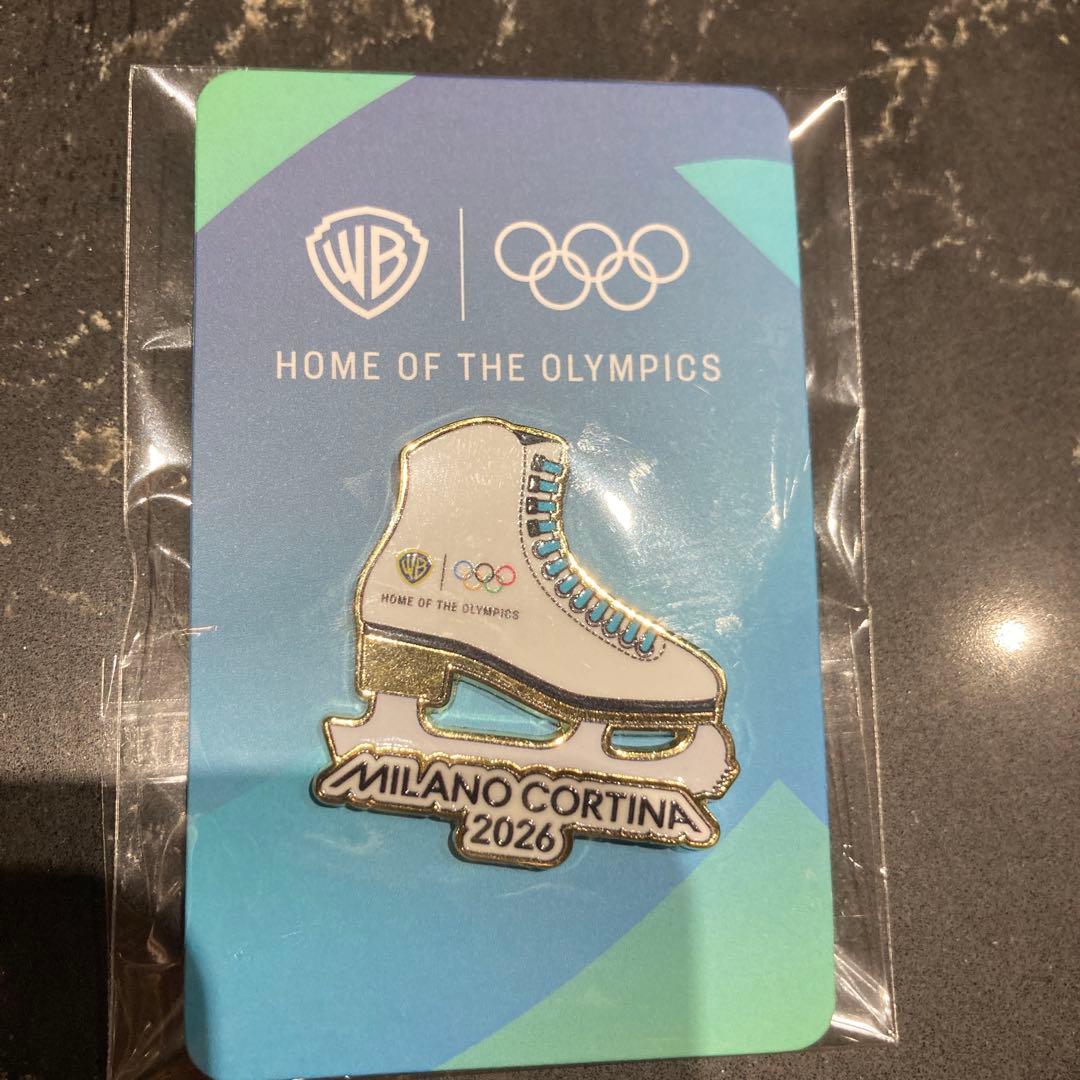 WB
HOME OF THE OLYMPICS
WB
HOME OF THE OLYMPICS
MILANO CORTINA
2026